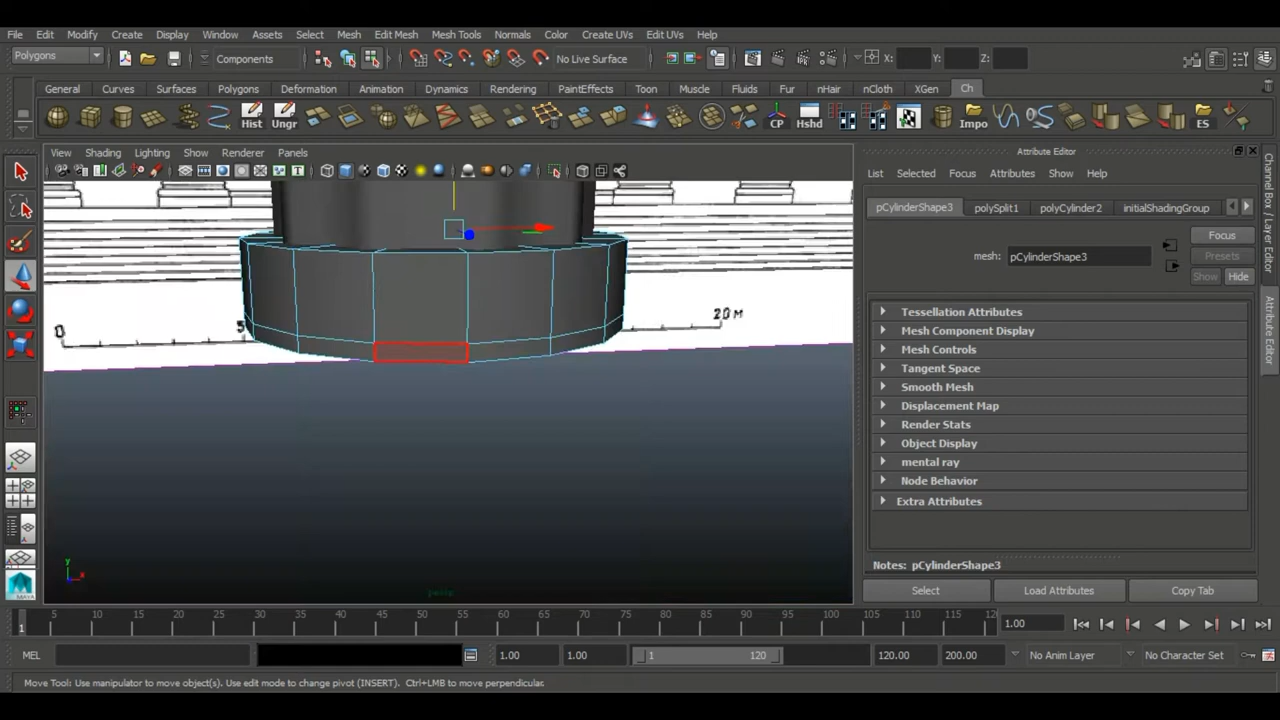 File Edit Modify Create Display Window Assets Select Mesh Edit Mesh Mesh Tools Normals Color Create UVs Edit UVs Help
Polygons Components No Live Surface X: Y: Z:
General Curves Surfaces Polygons Deformation Animation Dynamics Rendering PaintEffects Toon Muscle Fluids Fur nHair nCloth XGen Ch
Hist Ungr CP Hshd Impo ES
View Shading Lighting Show Renderer Panels
Attribute Editor
List Selected Focus Attributes Show Help
pCylinderShape3 polySplit1 polyCylinder2 initialShadingGroup
Focus
mesh: pCylinderShape3 Presets
Show Hide
Tessellation Attributes
Mesh Component Display
Mesh Controls
Tangent Space
Smooth Mesh
Displacement Map
Render Stats
Object Display
mental ray
Node Behavior
Extra Attributes
Notes: pCylinderShape3
Select Load Attributes Copy Tab
Channel Box / Layer Editor
Attribute Editor
0 5 20 M
y x
persp
5 10 15 20 25 30 35 40 45 50 55 60 65 70 75 80 85 90 95 100 105 110 115 120
1 1.00
MEL 1.00 1.00 1 120 120.00 200.00 No Anim Layer No Character Set
Move Tool: Use manipulator to move object(s). Use edit mode to change pivot (INSERT). Ctrl+LMB to move perpendicular.